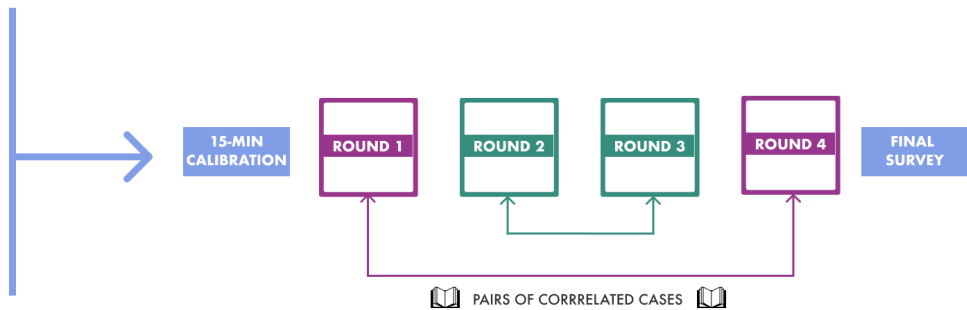 15-MIN
CALIBRATION
ROUND 1
ROUND 2
ROUND 3
ROUND 4
FINAL
SURVEY
PAIRS OF CORRRELATED CASES